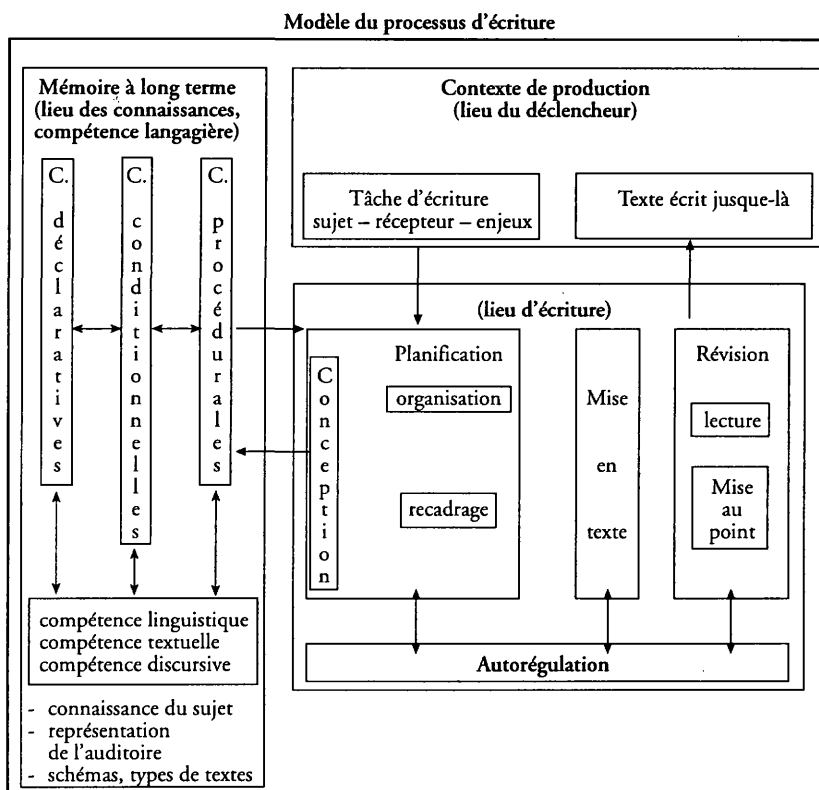 Modèle du processus d'écriture
Mémoire à long terme
(lieu des connaissances,
compétence langagière)
C. déclaratives
C. conditionnelles
C. procédurales
compétence linguistique
compétence textuelle
compétence discursive
- connaissance du sujet
- représentation
de l'auditoire
- schémas, types de textes
Contexte de production
(lieu du déclencheur)
Tâche d'écriture
sujet – récepteur – enjeux
Texte écrit jusque-là
(lieu d'écriture)
Conception
Planification
organisation
recadrage
Mise
en
texte
Révision
lecture
Mise
au
point
Autorégulation